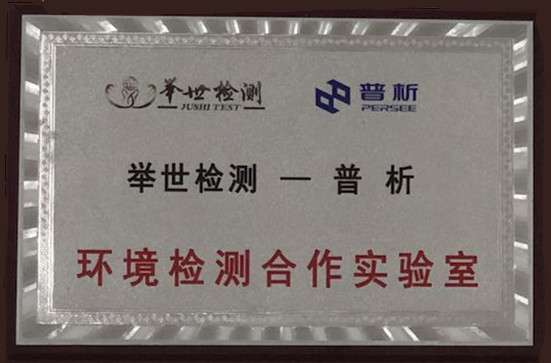 举世检测
JUSHI TEST
普析
PERSEE
举世检测 — 普 析
环境检测合作实验室